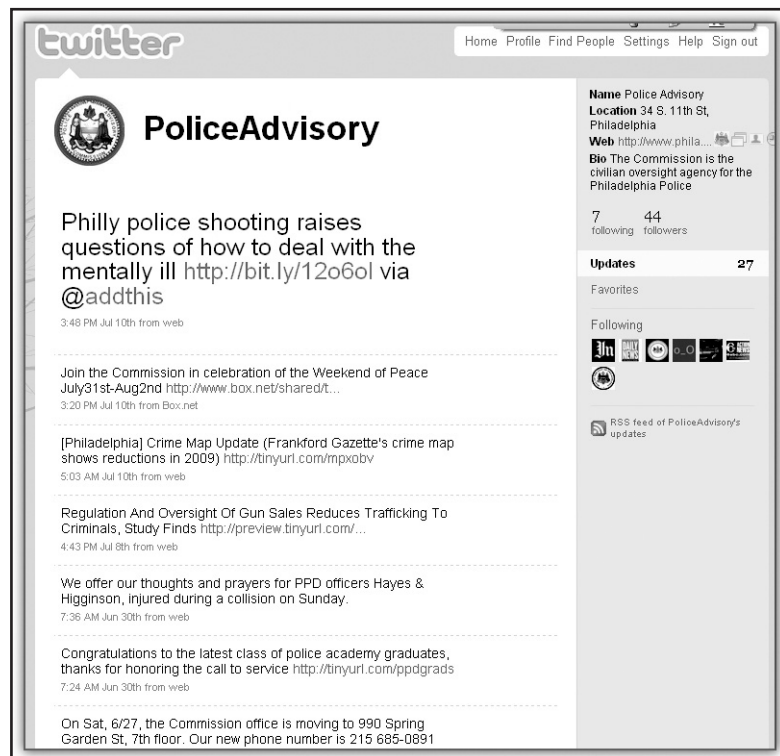 twitter
Home Profile Find People Settings Help Sign out
PoliceAdvisory
Philly police shooting raises
questions of how to deal with the
mentally ill http://bit.ly/12o6ol via
@addthis
3:48 PM Jul 10th from web
Join the Commission in celebration of the Weekend of Peace
July31st-Aug2nd http://www.box.net/shared/t...
3:20 PM Jul 10th from Box.net
[Philadelphia] Crime Map Update (Frankford Gazette's crime map
shows reductions in 2009) http://tinyurl.com/mpxobv
5:03 AM Jul 10th from web
Regulation And Oversight Of Gun Sales Reduces Trafficking To
Criminals, Study Finds http://preview.tinyurl.com/...
4:43 PM Jul 8th from web
We offer our thoughts and prayers for PPD officers Hayes &
Higginson, injured during a collision on Sunday.
7:36 AM Jun 30th from web
Congratulations to the latest class of police academy graduates,
thanks for honoring the call to service http://tinyurl.com/ppdgrads
7:24 AM Jun 30th from web
On Sat, 6/27, the Commission office is moving to 990 Spring
Garden St, 7th floor. Our new phone number is 215 685-0891
Name Police Advisory
Location 34 S. 11th St,
Philadelphia
Web http://www.phila....
Bio The Commission is the
civilian oversight agency for the
Philadelphia Police
7 44
following followers
Updates 27
Favorites
Following
DAILY NEWS
o_O
RSS feed of PoliceAdvisory's
updates